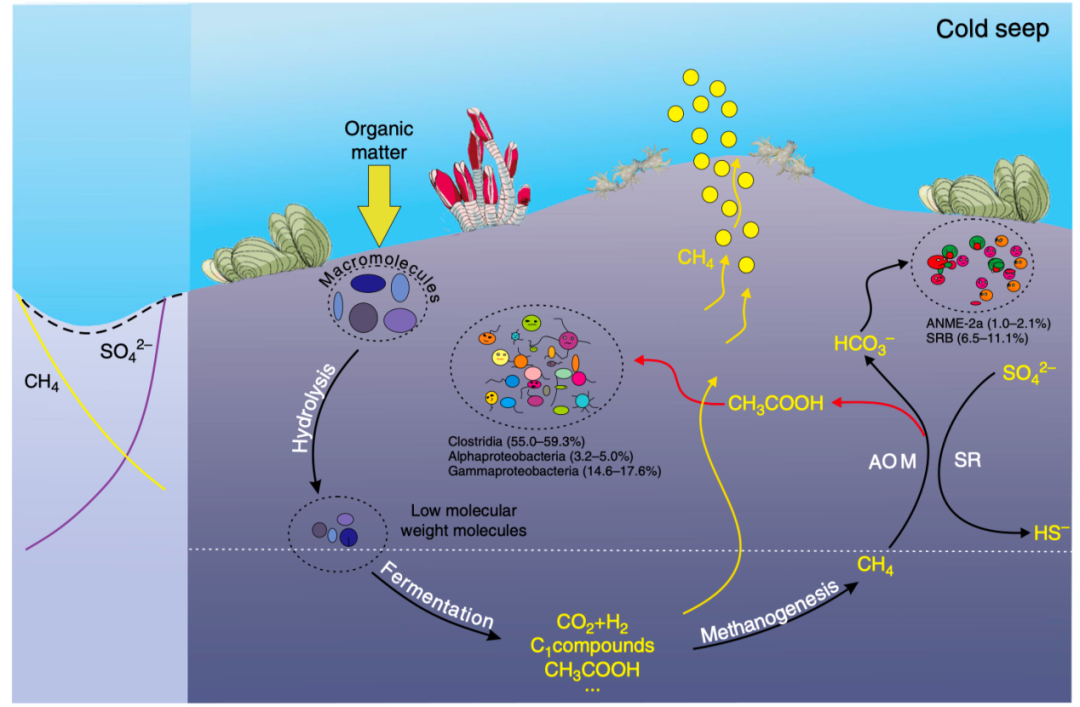 Cold seep
Organic
matter
Macromolecules
CH₄
SO₄²⁻
CH₄
Hydrolysis
ANME-2a (1.0–2.1%)
SRB (6.5–11.1%)
HCO₃⁻
SO₄²⁻
CH₃COOH
Clostridia (55.0–59.3%)
Alphaproteobacteria (3.2–5.0%)
Gammaproteobacteria (14.6–17.6%)
AOM
SR
Low molecular
weight molecules
HS⁻
CH₄
Fermentation
CO₂+H₂
C₁compounds
CH₃COOH
...
Methanogenesis